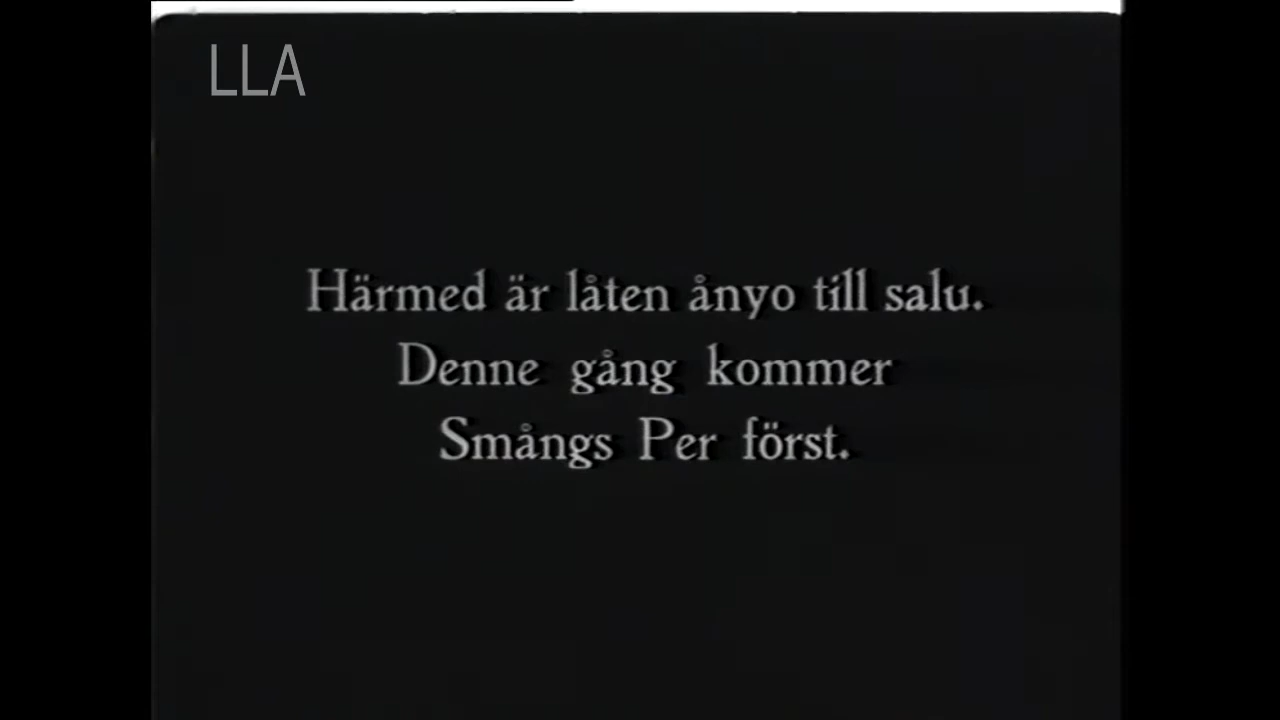 LLA
Härmed är låten ånyo till salu.
Denne gång kommer
Smångs Per först.